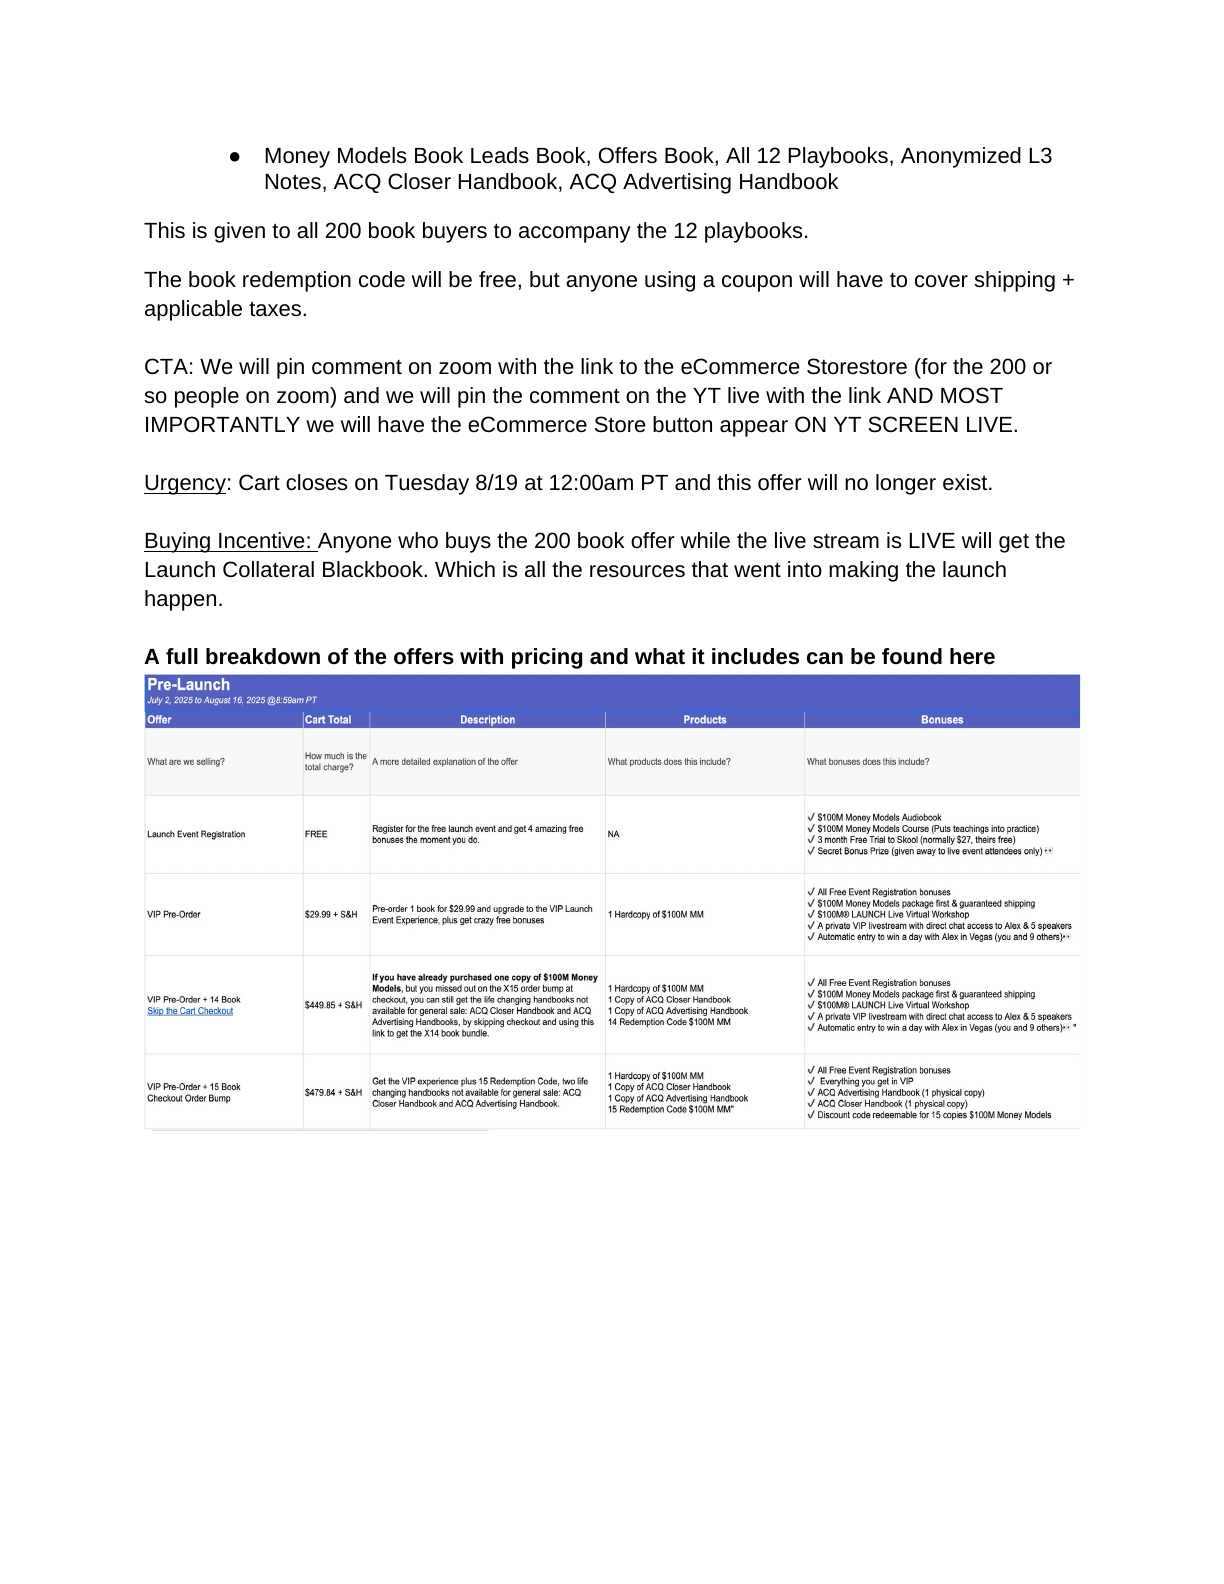 ● Money Models Book Leads Book, Offers Book, All 12 Playbooks, Anonymized L3
Notes, ACQ Closer Handbook, ACQ Advertising Handbook
This is given to all 200 book buyers to accompany the 12 playbooks.
The book redemption code will be free, but anyone using a coupon will have to cover shipping +
applicable taxes.
CTA: We will pin comment on zoom with the link to the eCommerce Storestore (for the 200 or
so people on zoom) and we will pin the comment on the YT live with the link AND MOST
IMPORTANTLY we will have the eCommerce Store button appear ON YT SCREEN LIVE.
Urgency: Cart closes on Tuesday 8/19 at 12:00am PT and this offer will no longer exist.
Buying Incentive: Anyone who buys the 200 book offer while the live stream is LIVE will get the
Launch Collateral Blackbook. Which is all the resources that went into making the launch
happen.
A full breakdown of the offers with pricing and what it includes can be found here
Pre-Launch
July 2, 2025 to August 16, 2025 @8:59am PT
Offer
Cart Total
Description
Products
Bonuses
What are we selling?
How much is the
total charge?
A more detailed explanation of the offer
What products does this include?
What bonuses does this include?
Launch Event Registration
FREE
Register for the free launch event and get 4 amazing free
bonuses the moment you do.
NA
✓ $100M Money Models Audiobook
✓ $100M Money Models Course (Puts teachings into practice)
✓ 3 month Free Trial to Skool (normally $27, theirs free)
✓ Secret Bonus Prize (given away to live event attendees only) 👀
VIP Pre-Order
$29.99 + S&H
Pre-order 1 book for $29.99 and upgrade to the VIP Launch
Event Experience, plus get crazy free bonuses
1 Hardcopy of $100M MM
✓ All Free Event Registration bonuses
✓ $100M Money Models package first & guaranteed shipping
✓ $100M® LAUNCH Live Virtual Workshop
✓ A private VIP livestream with direct chat access to Alex & 5 speakers
✓ Automatic entry to win a day with Alex in Vegas (you and 9 others)👀
VIP Pre-Order + 14 Book
Skip the Cart Checkout
$449.85 + S&H
If you have already purchased one copy of $100M Money
Models, but you missed out on the X15 order bump at
checkout, you can still get the life changing handbooks not
available for general sale: ACQ Closer Handbook and ACQ
Advertising Handbooks, by skipping checkout and using this
link to get the X14 book bundle.
1 Hardcopy of $100M MM
1 Copy of ACQ Closer Handbook
1 Copy of ACQ Advertising Handbook
14 Redemption Code $100M MM
✓ All Free Event Registration bonuses
✓ $100M Money Models package first & guaranteed shipping
✓ $100M® LAUNCH Live Virtual Workshop
✓ A private VIP livestream with direct chat access to Alex & 5 speakers
✓ Automatic entry to win a day with Alex in Vegas (you and 9 others)👀 "
VIP Pre-Order + 15 Book
Checkout Order Bump
$479.84 + S&H
Get the VIP experience plus 15 Redemption Code, two life
changing handbooks not available for general sale: ACQ
Closer Handbook and ACQ Advertising Handbook.
1 Hardcopy of $100M MM
1 Copy of ACQ Closer Handbook
1 Copy of ACQ Advertising Handbook
15 Redemption Code $100M MM"
✓ All Free Event Registration bonuses
✓ Everything you get in VIP
✓ ACQ Advertising Handbook (1 physical copy)
✓ ACQ Closer Handbook (1 physical copy)
✓ Discount code redeemable for 15 copies $100M Money Models